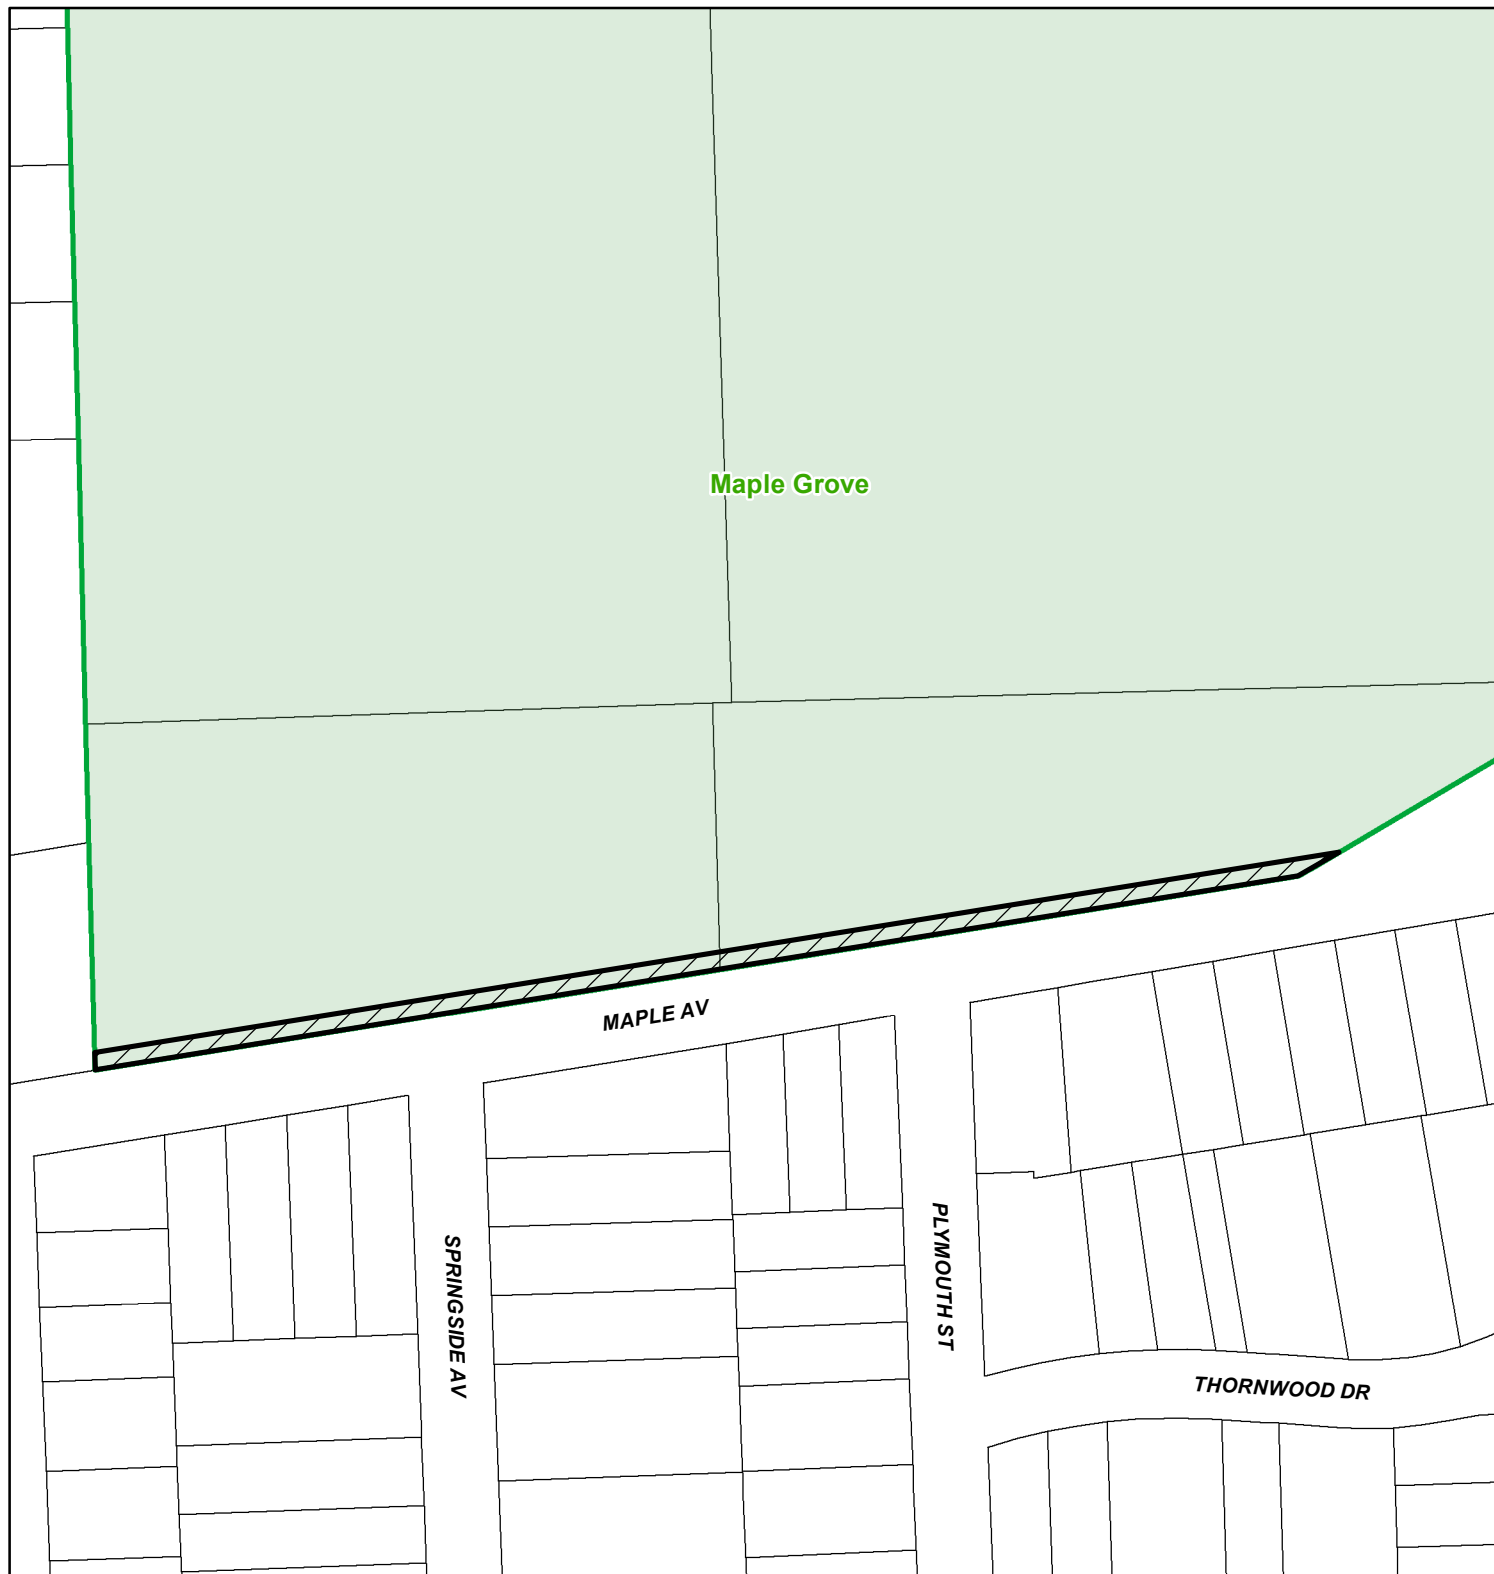 Maple Grove
MAPLE AV
SPRINGSIDE AV
PLYMOUTH ST
THORNWOOD DR